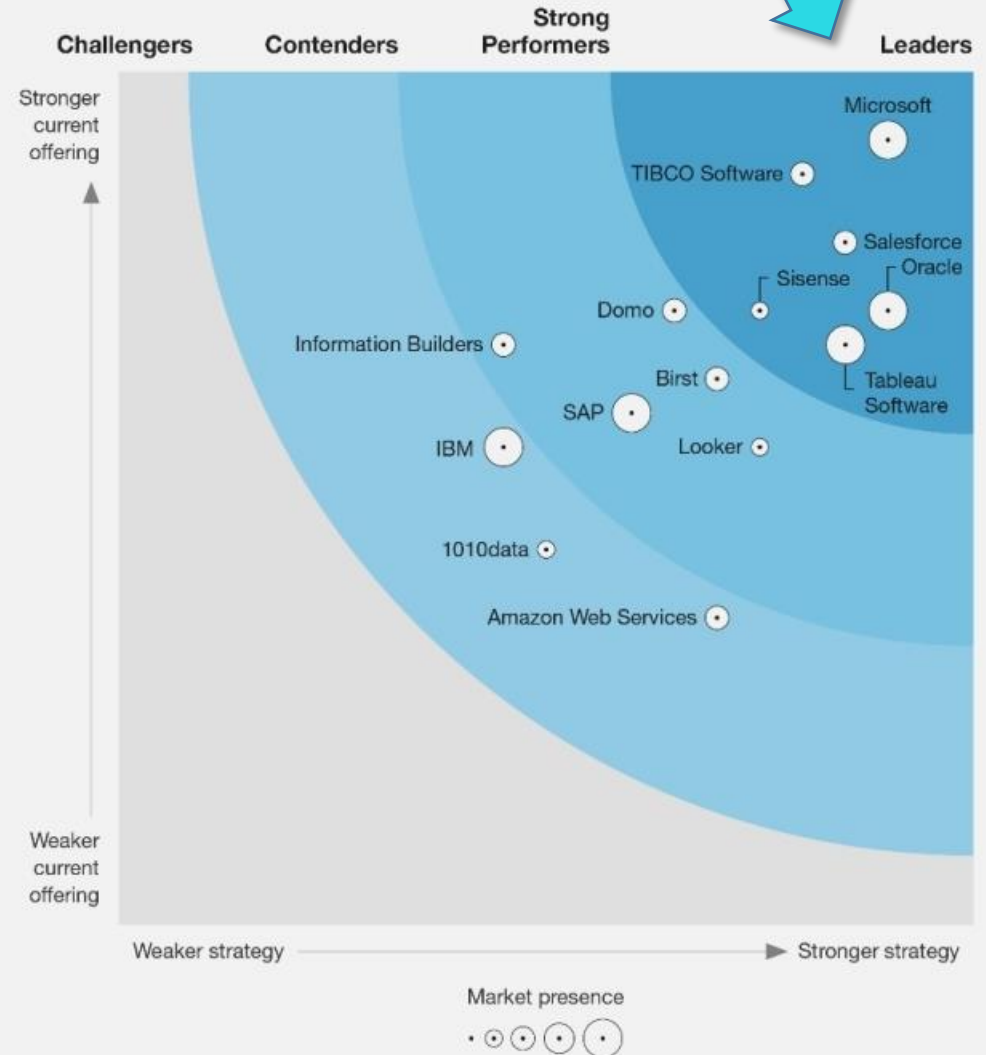 Strong
Challengers Contenders Performers Leaders
Stronger
current
offering
Microsoft
TIBCO Software
Salesforce
Oracle
Sisense
Domo
Information Builders
Birst
Tableau
Software
SAP
IBM
Looker
1010data
Amazon Web Services
Weaker
current
offering
Weaker strategy
Stronger strategy
Market presence